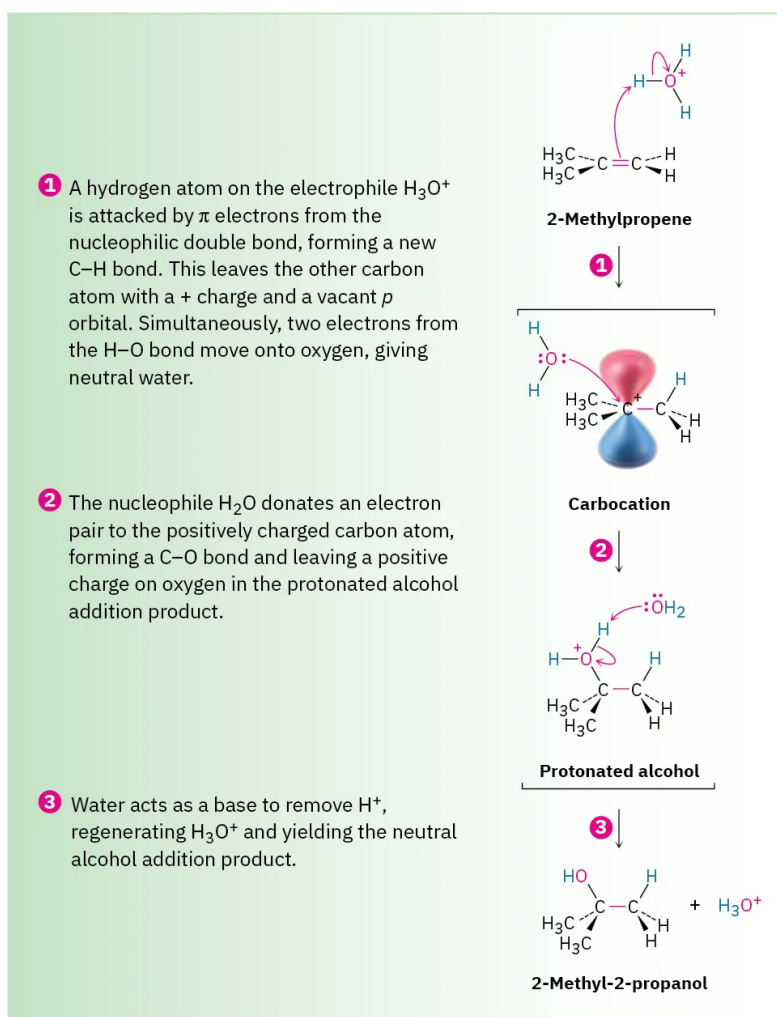 H
H–O+
H
H3C C=C H
H3C H
2-Methylpropene
1 A hydrogen atom on the electrophile H3O+
is attacked by π electrons from the
nucleophilic double bond, forming a new
C–H bond. This leaves the other carbon
atom with a + charge and a vacant p
orbital. Simultaneously, two electrons from
the H–O bond move onto oxygen, giving
neutral water.
1
H
:O:
H
H
H3C C+–C
H3C H
H
Carbocation
2 The nucleophile H2O donates an electron
pair to the positively charged carbon atom,
forming a C–O bond and leaving a positive
charge on oxygen in the protonated alcohol
addition product.
2
:ÖH2
H
H–O+
H
C–C
H3C H
H3C H
Protonated alcohol
3 Water acts as a base to remove H+,
regenerating H3O+ and yielding the neutral
alcohol addition product.
3
HO H
C–C + H3O+
H3C H
H3C H
2-Methyl-2-propanol